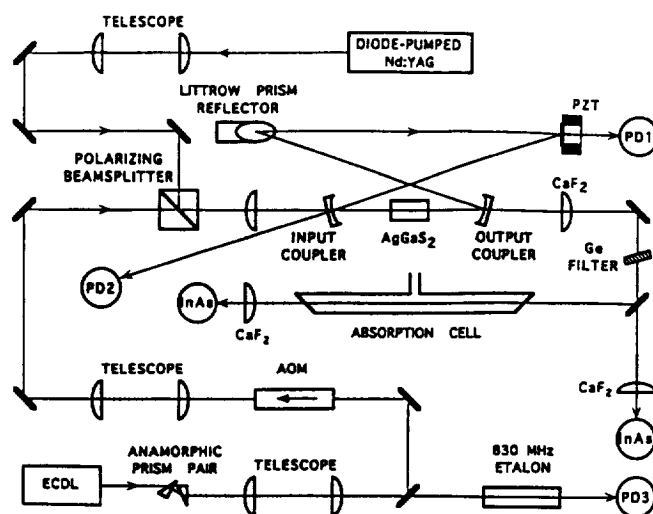 TELESCOPE
DIODE-PUMPED
Nd:YAG
LITTROW PRISM
REFLECTOR
PZT
PD1
POLARIZING
BEAMSPLITTER
CaF2
INPUT
COUPLER
AgGaS2
OUTPUT
COUPLER
Ge
FILTER
PD2
InAs
CaF2
ABSORPTION CELL
TELESCOPE
AOM
CaF2
InAs
ANAMORPHIC
PRISM PAIR
TELESCOPE
830 MHz
ETALON
ECDL
PD3